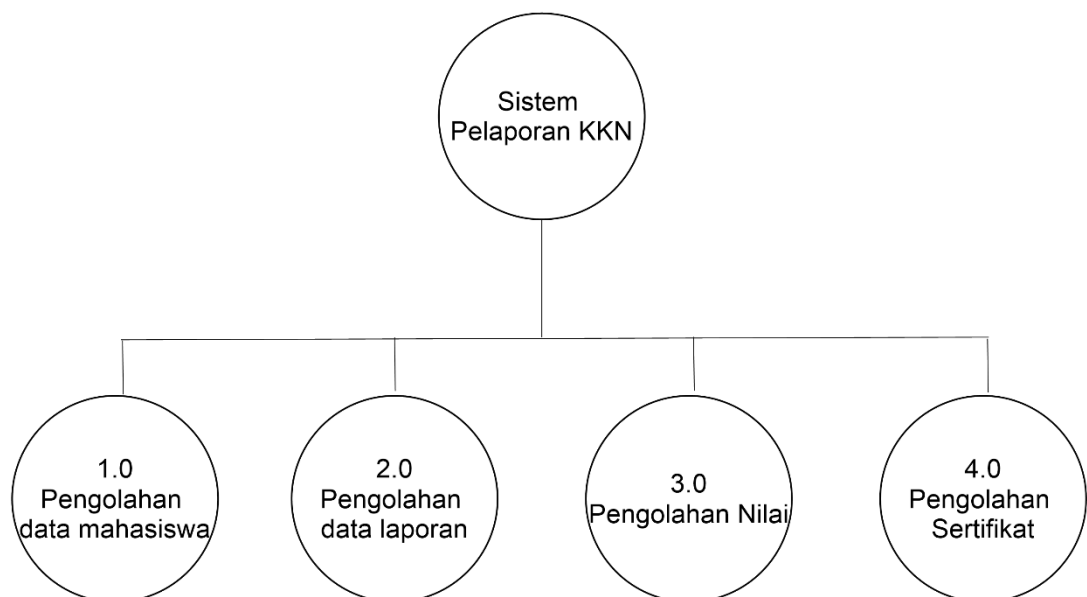 Sistem
Pelaporan KKN
1.0
Pengolahan
data mahasiswa
2.0
Pengolahan
data laporan
3.0
Pengolahan Nilai
4.0
Pengolahan
Sertifikat